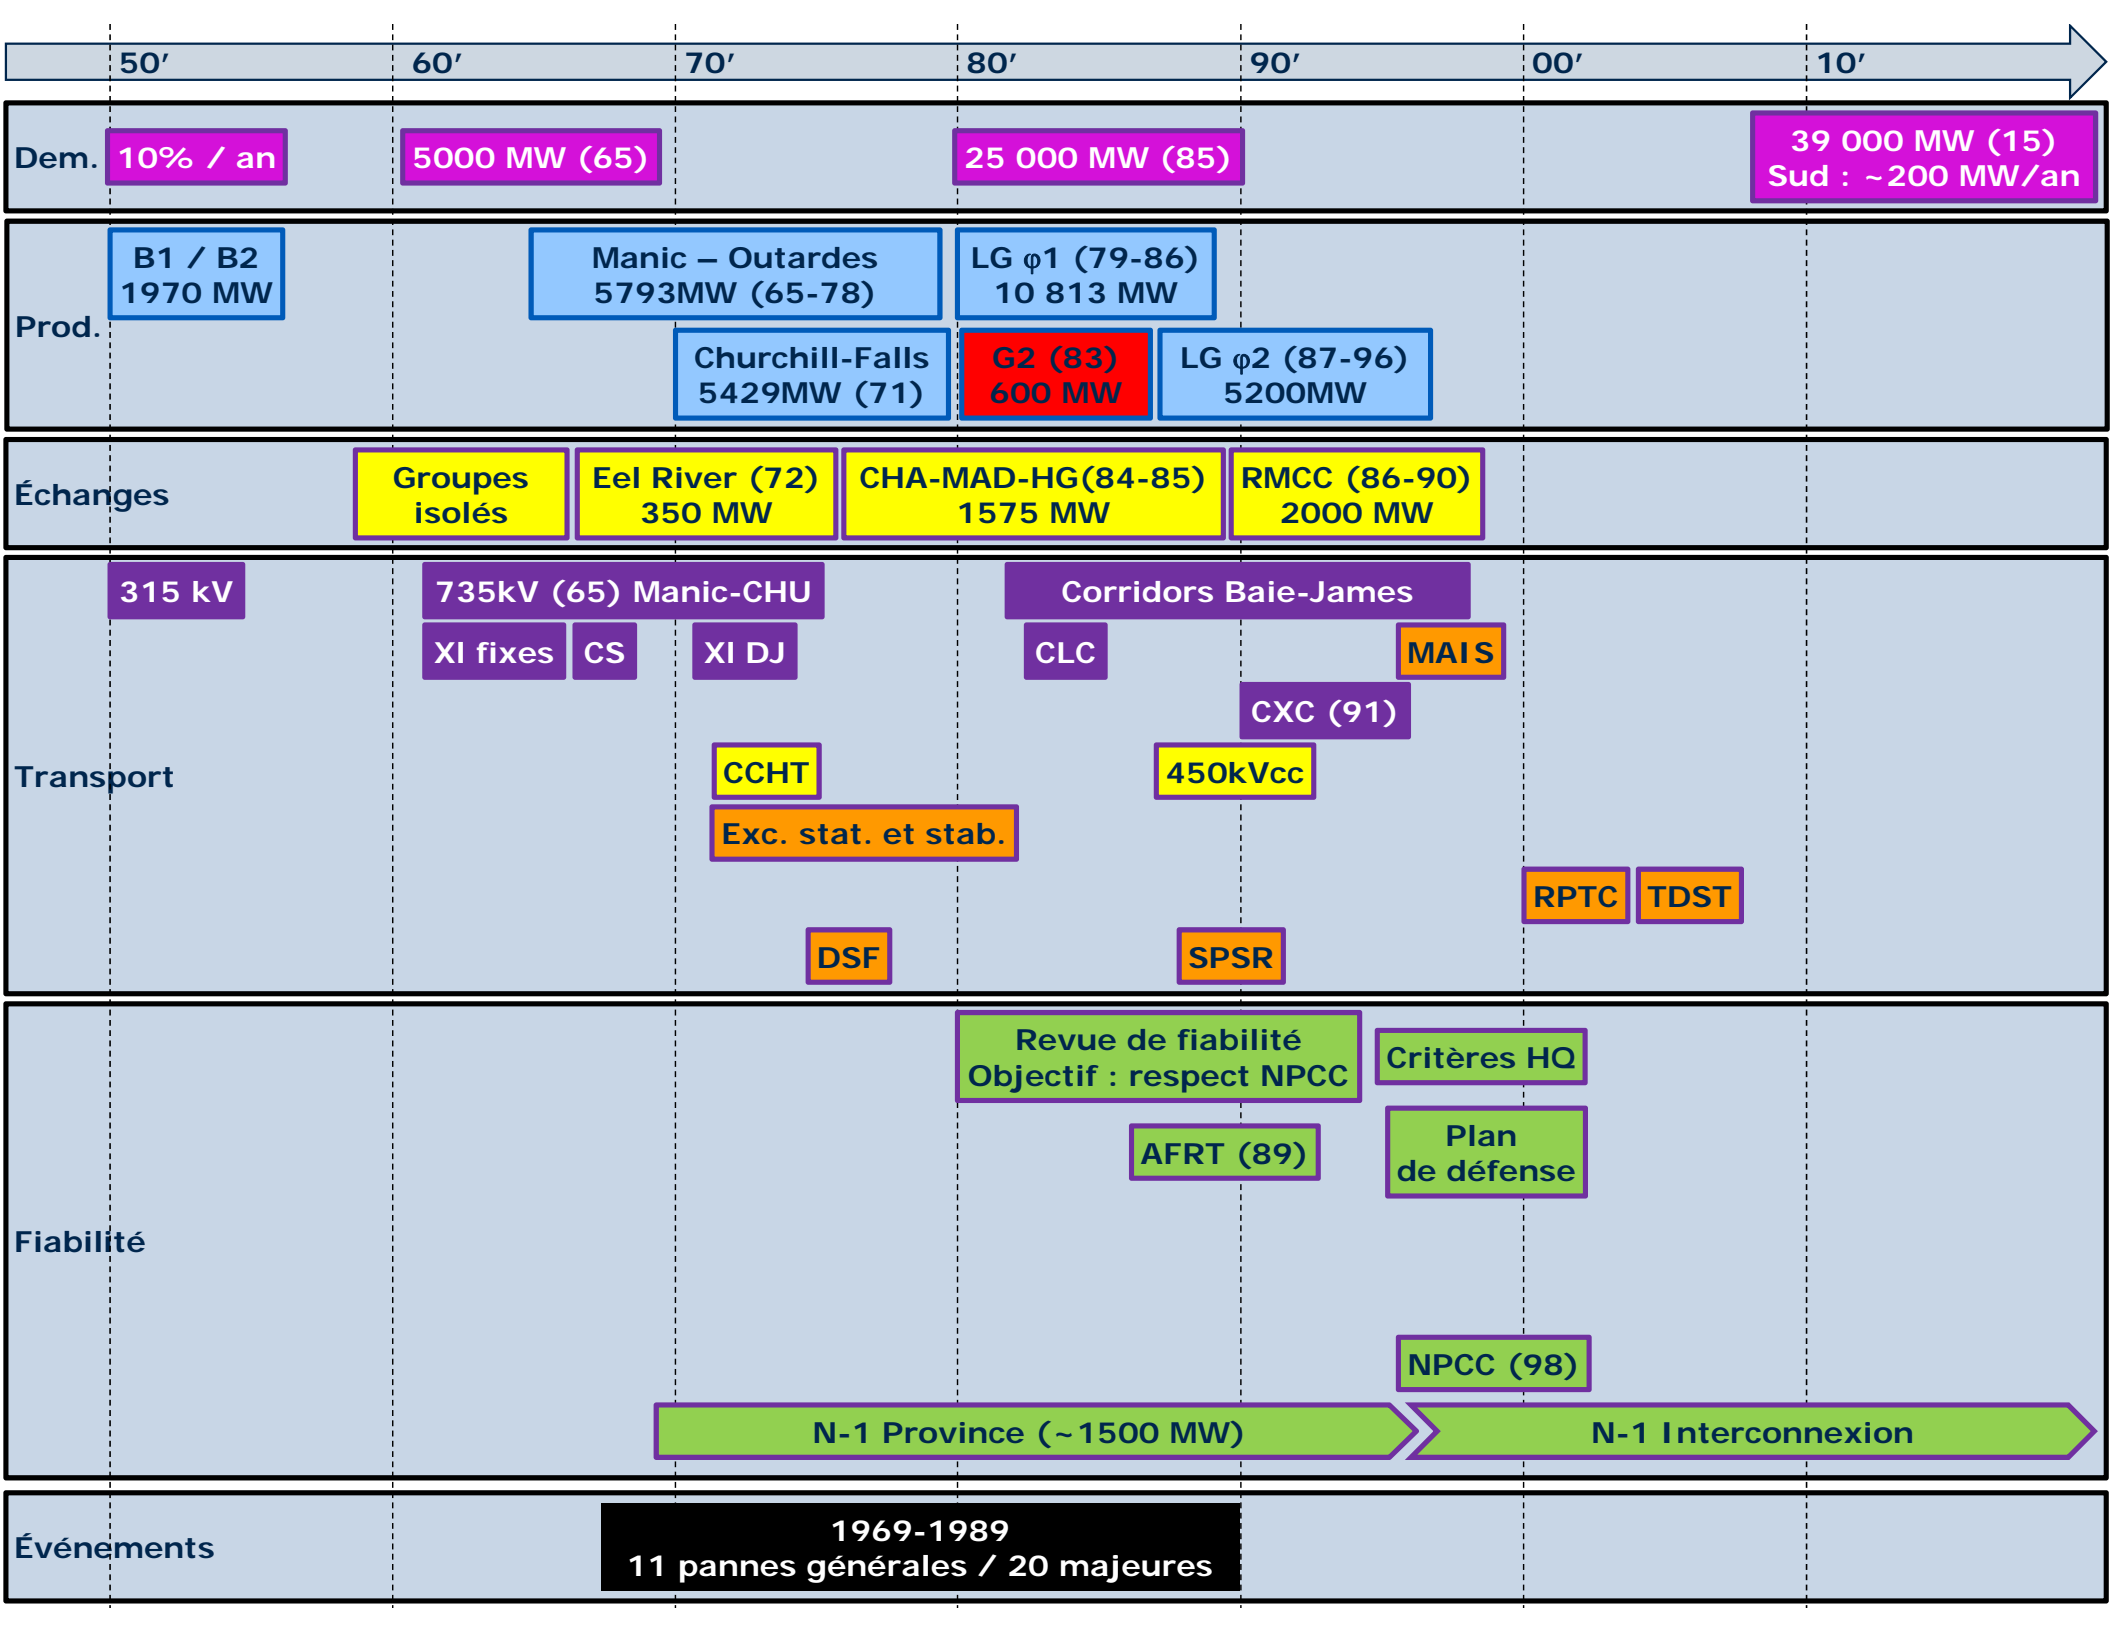 50’ 60’ 70’ 80’ 90’ 00’ 10’
Dem.
10% / an
5000 MW (65)
25 000 MW (85)
39 000 MW (15)
Sud : ~200 MW/an
Prod.
B1 / B2
1970 MW
Manic – Outardes
5793MW (65-78)
LG φ1 (79-86)
10 813 MW
Churchill-Falls
5429MW (71)
G2 (83)
600 MW
LG φ2 (87-96)
5200MW
Échanges
Groupes
isolés
Eel River (72)
350 MW
CHA-MAD-HG(84-85)
1575 MW
RMCC (86-90)
2000 MW
Transport
315 kV
735kV (65) Manic-CHU
Corridors Baie-James
XI fixes
CS
XI DJ
CLC
MAIS
CXC (91)
CCHT
450kVcc
Exc. stat. et stab.
RPTC
TDST
DSF
SPSR
Fiabilité
Revue de fiabilité
Objectif : respect NPCC
Critères HQ
AFRT (89)
Plan
de défense
NPCC (98)
N-1 Province (~1500 MW)
N-1 Interconnexion
Événements
1969-1989
11 pannes générales / 20 majeures